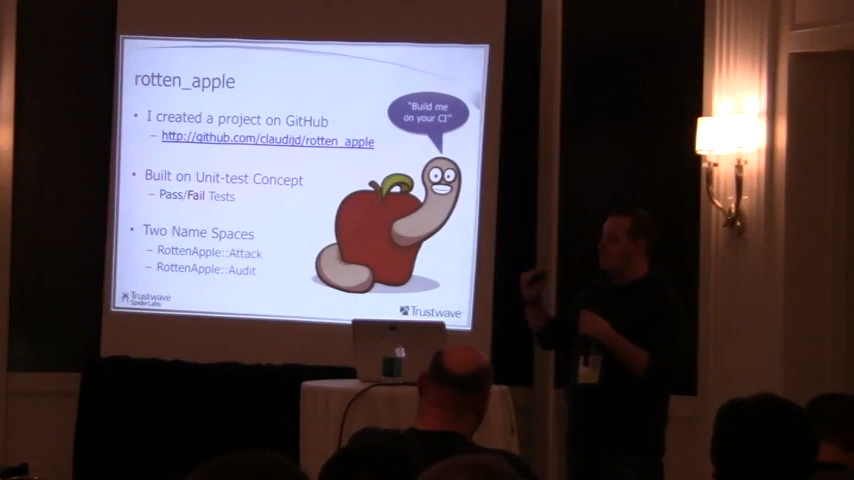 rotten_apple
"Build me
on your CI"
• I created a project on GitHub
– http://github.com/claudijd/rotten_apple
• Built on Unit-test Concept
– Pass/Fail Tests
• Two Name Spaces
– RottenApple::Attack
– RottenApple::Audit
Trustwave
SpiderLabs
Trustwave